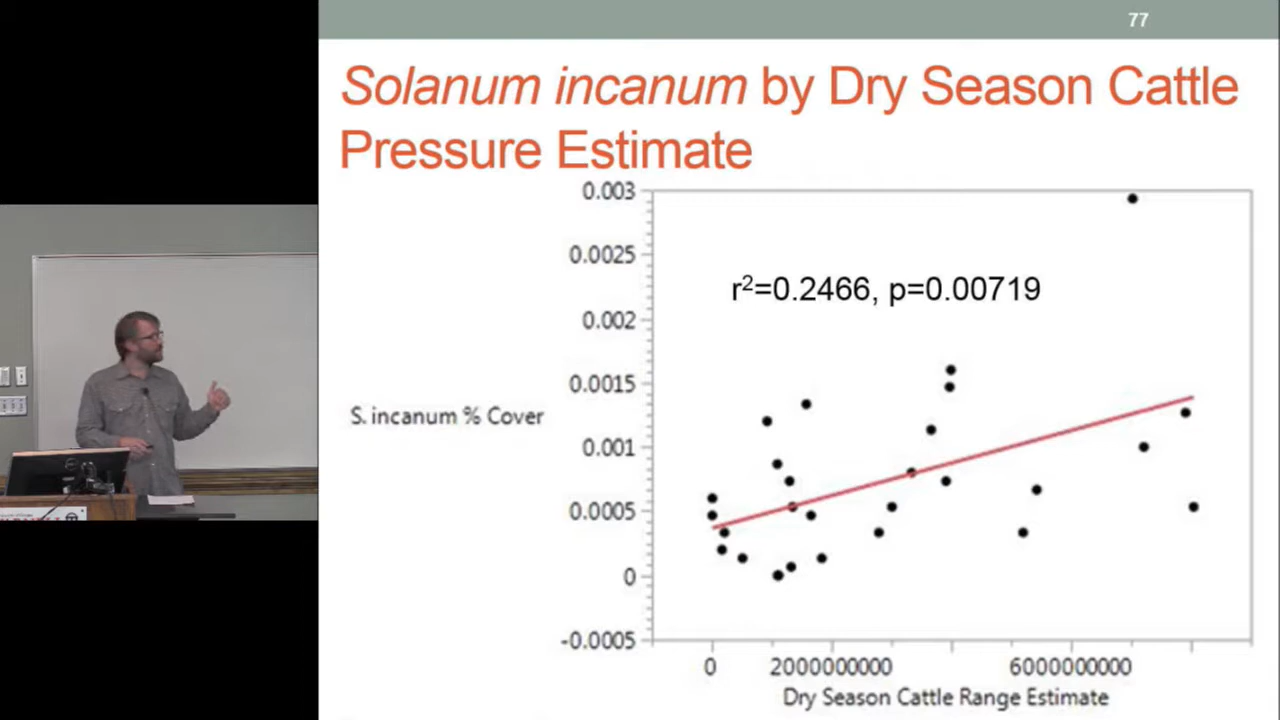 77
Solanum incanum by Dry Season Cattle
Pressure Estimate
0.003
0.0025
r²=0.2466, p=0.00719
0.002
0.0015
S. incanum % Cover
0.001
0.0005
0
-0.0005
0 2000000000 6000000000
Dry Season Cattle Range Estimate